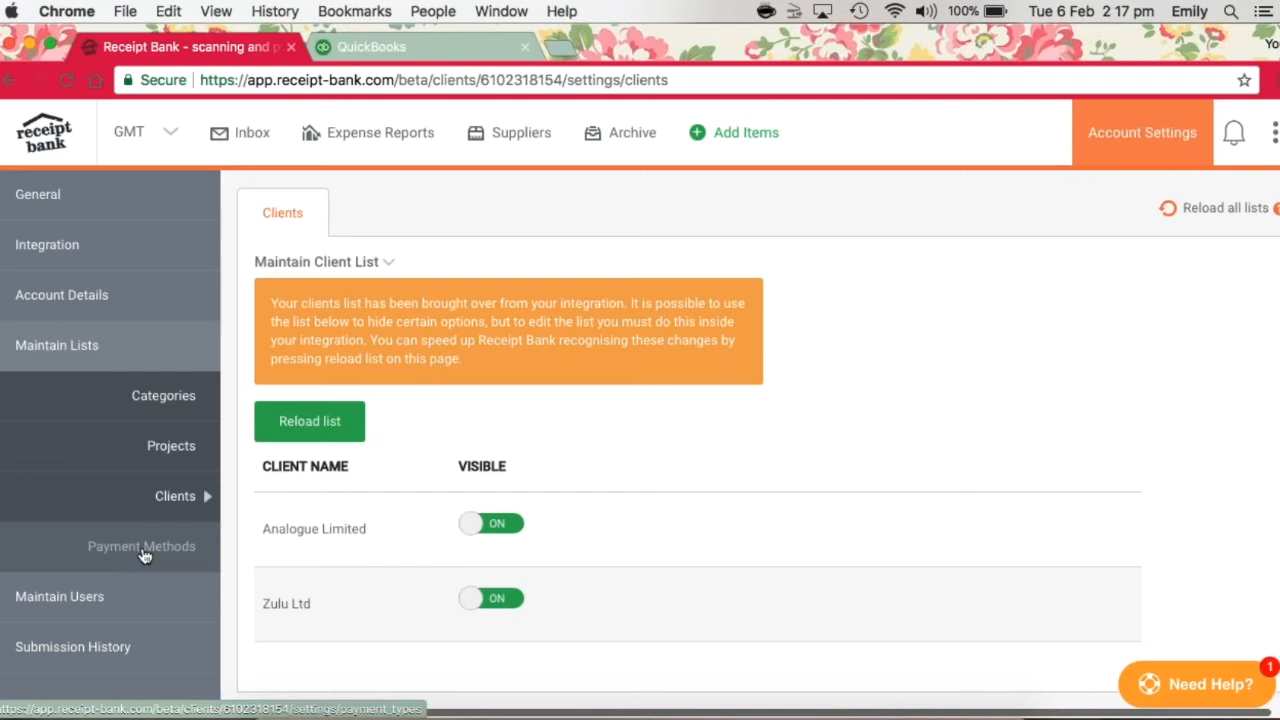 Chrome File Edit View History Bookmarks People Window Help 100% Tue 6 Feb 2:17 pm Emily
Receipt Bank - scanning and p QuickBooks Yo
Secure https://app.receipt-bank.com/beta/clients/6102318154/settings/clients
receipt
bank
GMT Inbox Expense Reports Suppliers Archive Add Items Account Settings
General
Integration
Account Details
Maintain Lists
Categories
Projects
Clients
Payment Methods
Maintain Users
Submission History
Clients
Reload all lists
Maintain Client List
Your clients list has been brought over from your integration. It is possible to use
the list below to hide certain options, but to edit the list you must do this inside
your integration. You can speed up Receipt Bank recognising these changes by
pressing reload list on this page.
Reload list
CLIENT NAME VISIBLE
Analogue Limited ON
Zulu Ltd ON
1
Need Help?
ttps://app.receipt-bank.com/beta/clients/6102318154/settings/payment_types